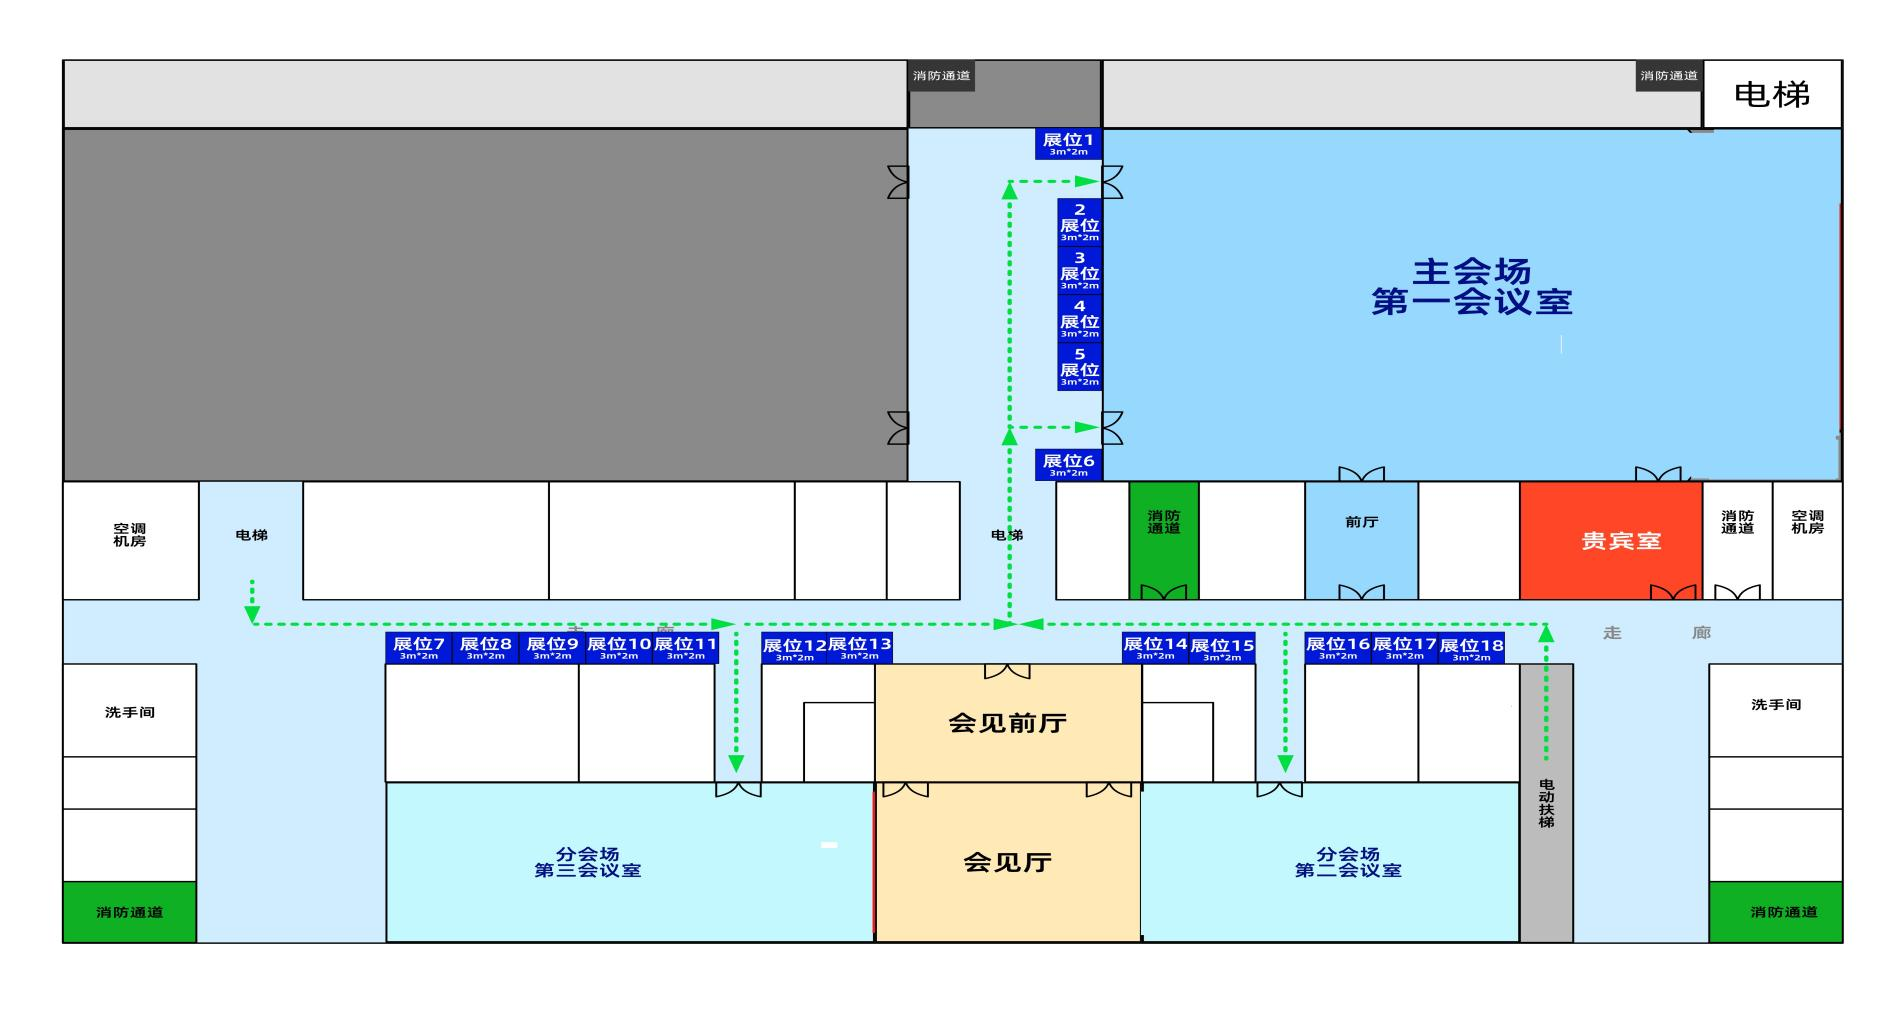 消防通道
消防通道
电梯
展位1
3m*2m
2
展位
3m*2m
3
展位
3m*2m
4
展位
3m*2m
5
展位
3m*2m
展位6
3m*2m
主会场
第一会议室
空调
机房
电梯
电梯
消防
通道
前厅
贵宾室
消防
通道
空调
机房
走 廊
走 廊
展位7
3m*2m
展位8
3m*2m
展位9
3m*2m
展位10
3m*2m
展位11
3m*2m
展位12
3m*2m
展位13
3m*2m
展位14
3m*2m
展位15
3m*2m
展位16
3m*2m
展位17
3m*2m
展位18
3m*2m
洗手间
会见前厅
洗手间
电动扶梯
分会场
第三会议室
会见厅
分会场
第二会议室
消防通道
消防通道